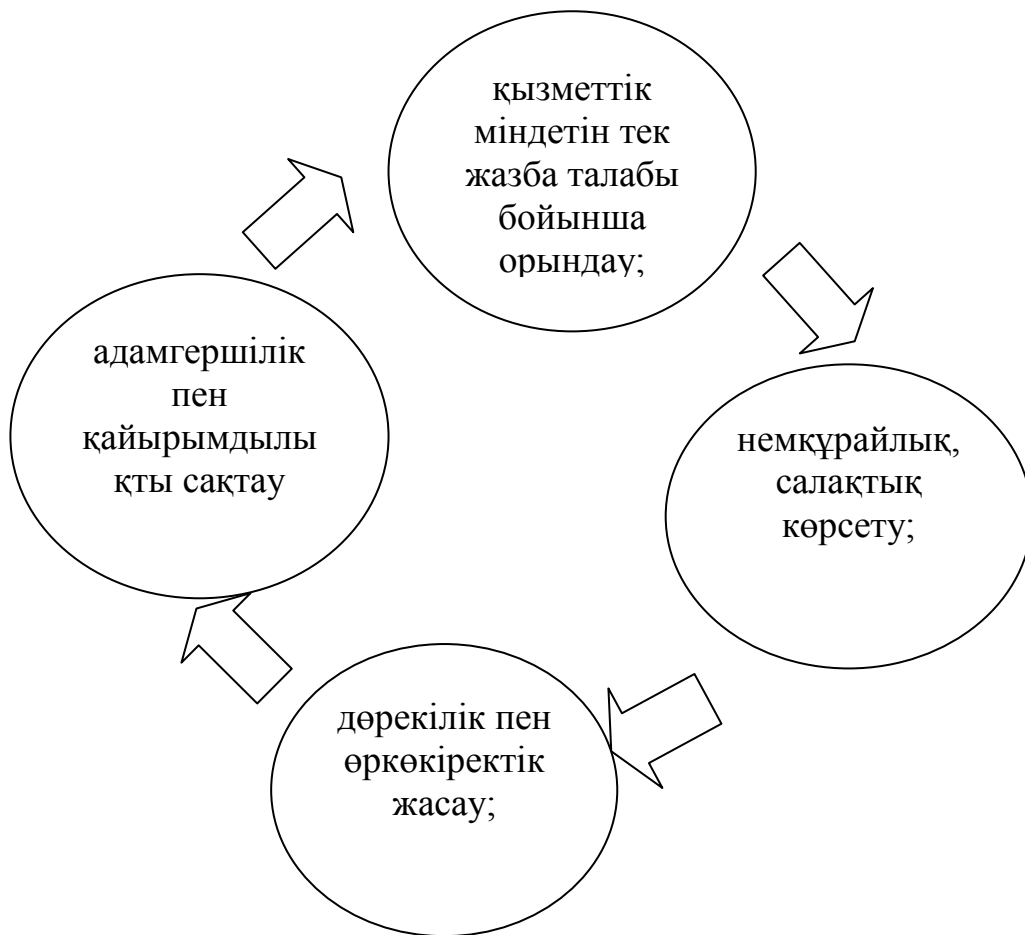 қызметтік
міндетін тек
жазба талабы
бойынша
орындау;
адамгершілік
пен
қайырымдылы
қты сақтау
немқұрайлық,
салақтық
көрсету;
дөрекілік пен
өркөкіректік
жасау;